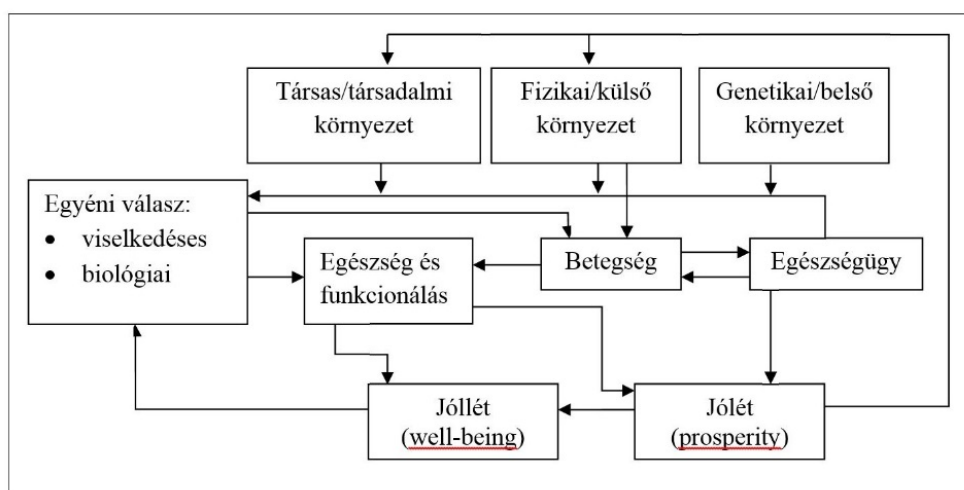 Társas/társadalmi
környezet
Fizikai/külső
környezet
Genetikai/belső
környezet
Egyéni válasz:
• viselkedéses
• biológiai
Egészség és
funkcionálás
Betegség
Egészségügy
Jóllét
(well-being)
Jólét
(prosperity)